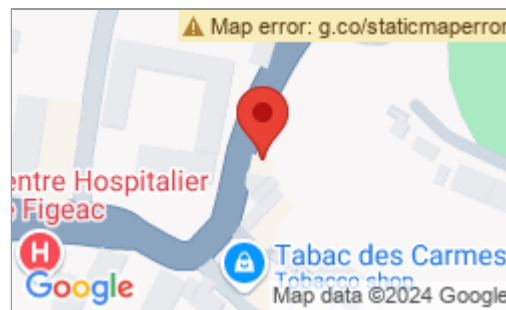 Map error: g.co/staticmaperror
entre Hospitalier
Figeac
H
Tabac des Carmes
Tobacco shop
Google
Map data ©2024 Google